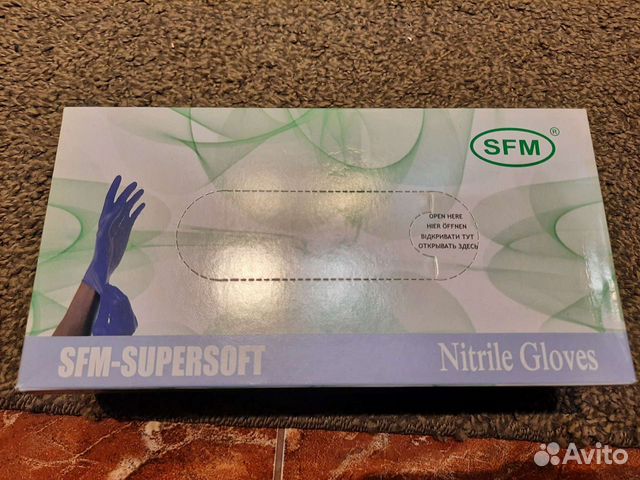 SFM ®
OPEN HERE
HIER ÖFFNEN
ВІДКРИВАТИ ТУТ
ОТКРЫВАТЬ ЗДЕСЬ
SFM-SUPERSOFT
Nitrile Gloves
Avito